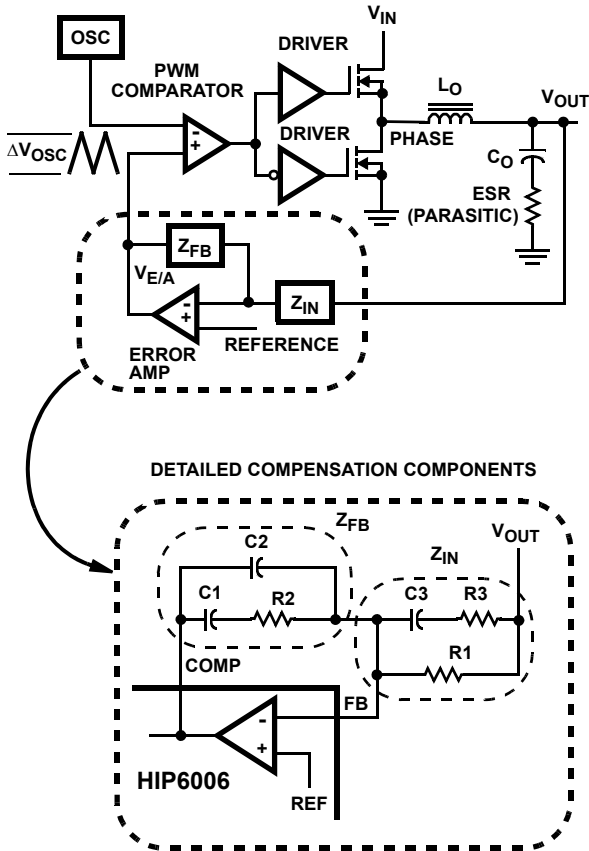 V_IN
OSC
DRIVER
PWM
COMPARATOR
L_O
V_OUT
-
+
DRIVER
PHASE
ΔV_OSC
C_O
ESR
(PARASITIC)
Z_FB
V_E/A
-
+
Z_IN
REFERENCE
ERROR
AMP
DETAILED COMPENSATION COMPONENTS
Z_FB
V_OUT
C2
Z_IN
C1
R2
C3
R3
R1
COMP
FB
-
+
HIP6006
REF